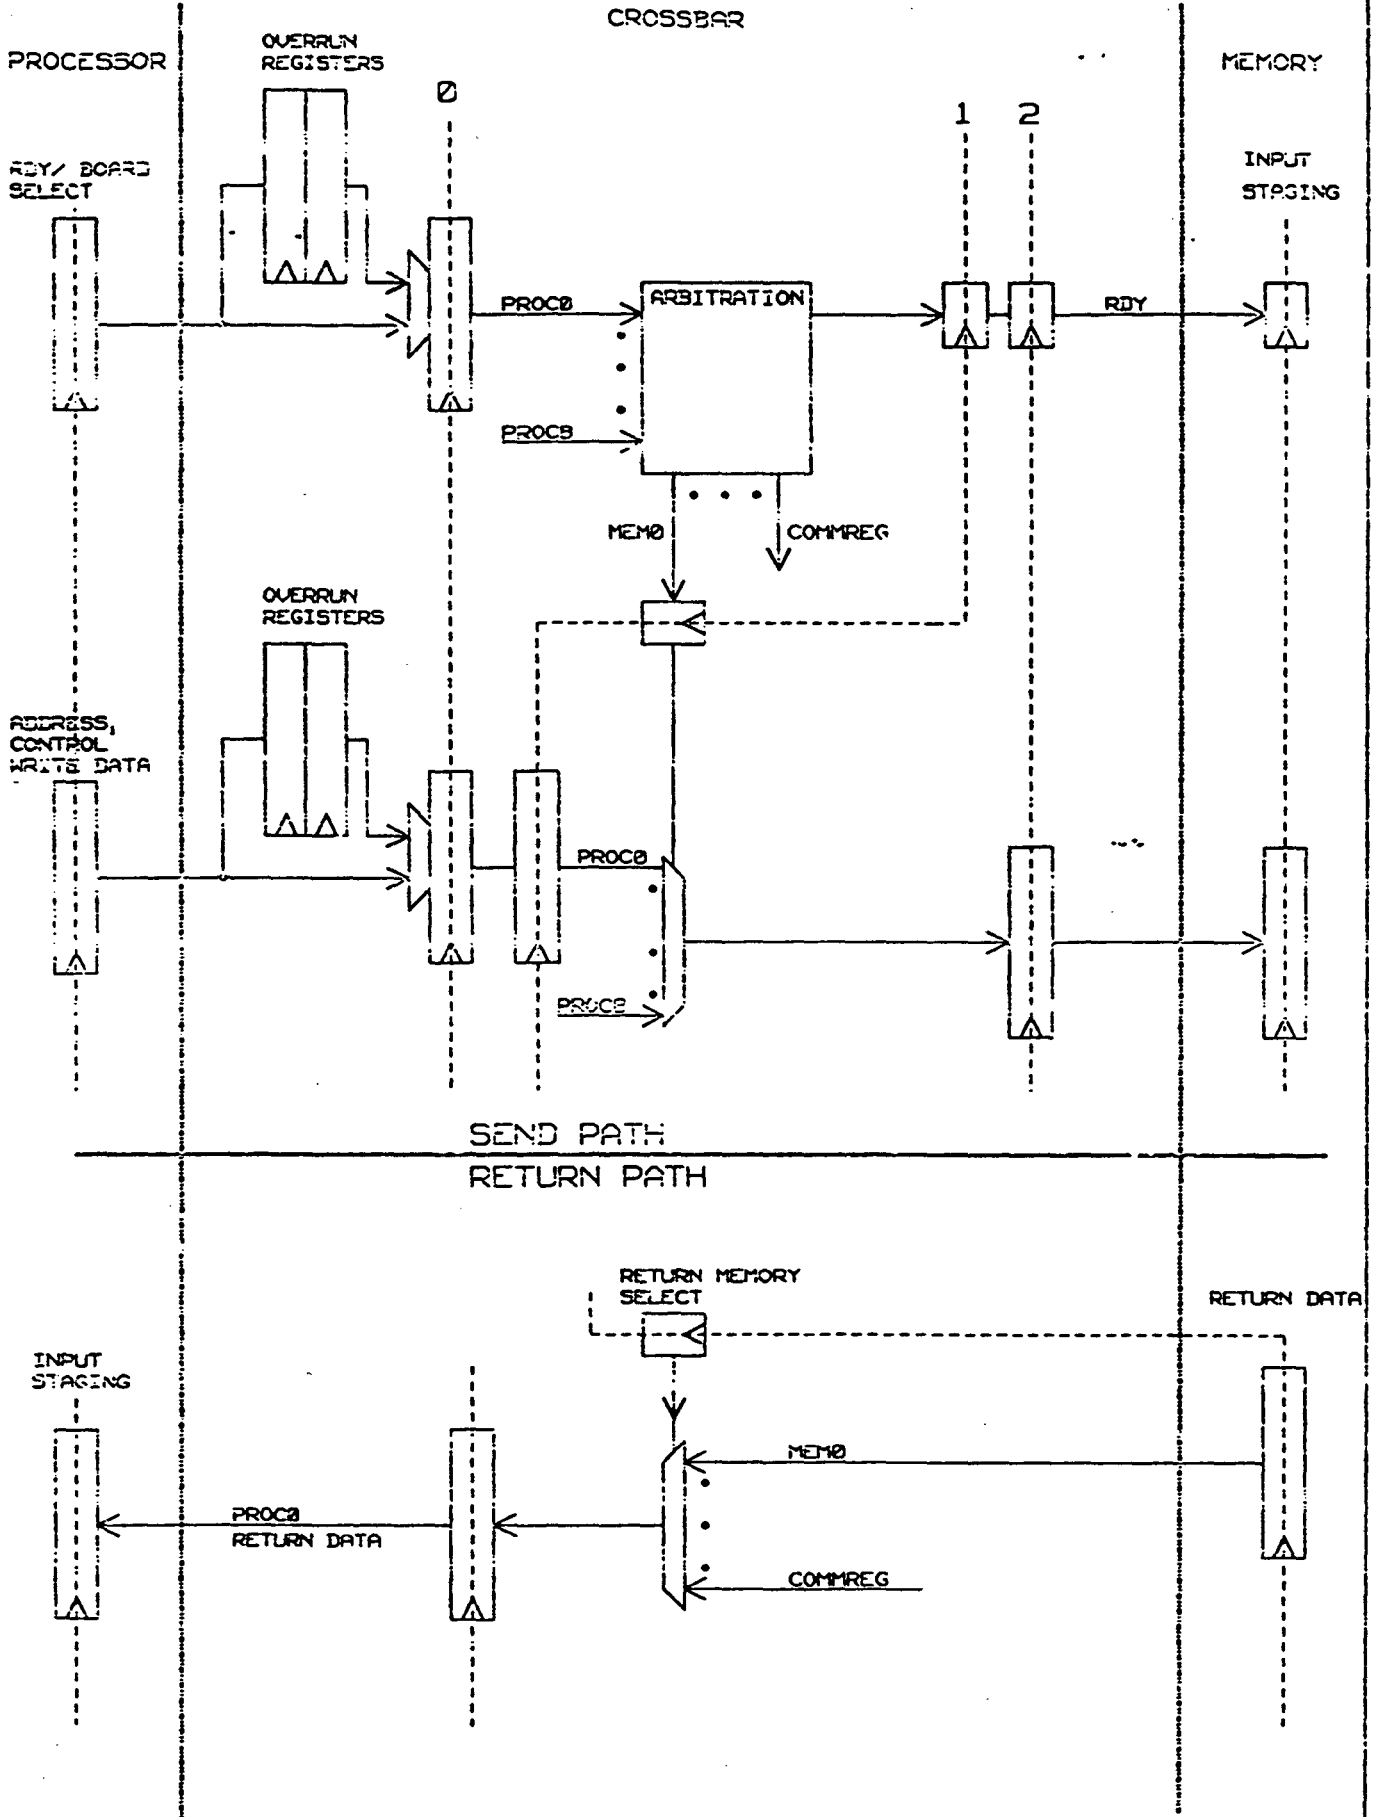 CROSSBAR
PROCESSOR
OVERRUN
REGISTERS
MEMORY
0
1
2
RDY/ BOARD
SELECT
INPUT
STAGING
PROC0
ARBITRATION
RDY
PROCB
MEM0
COMMREG
OVERRUN
REGISTERS
ADDRESS,
CONTROL
WRITE DATA
PROC0
PROCB
SEND PATH
RETURN PATH
RETURN MEMORY
SELECT
RETURN DATA
INPUT
STAGING
MEM0
PROC0
RETURN DATA
COMMREG